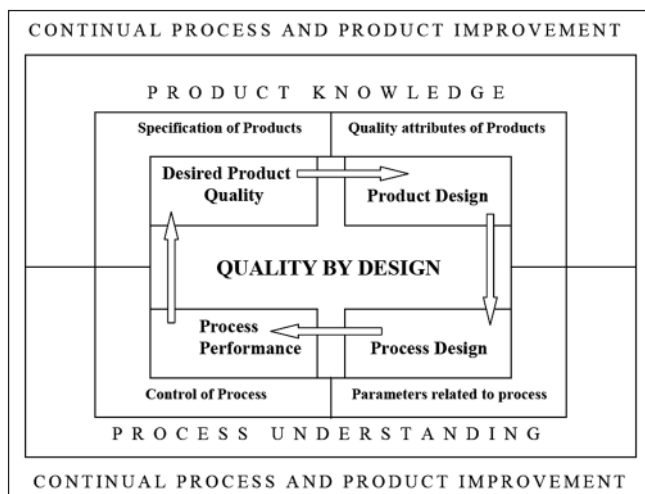 CONTINUAL PROCESS AND PRODUCT IMPROVEMENT
PRODUCT KNOWLEDGE
Specification of Products
Quality attributes of Products
Desired Product
Quality
Product Design
QUALITY BY DESIGN
Process
Performance
Process Design
Control of Process
Parameters related to process
PROCESS UNDERSTANDING
CONTINUAL PROCESS AND PRODUCT IMPROVEMENT